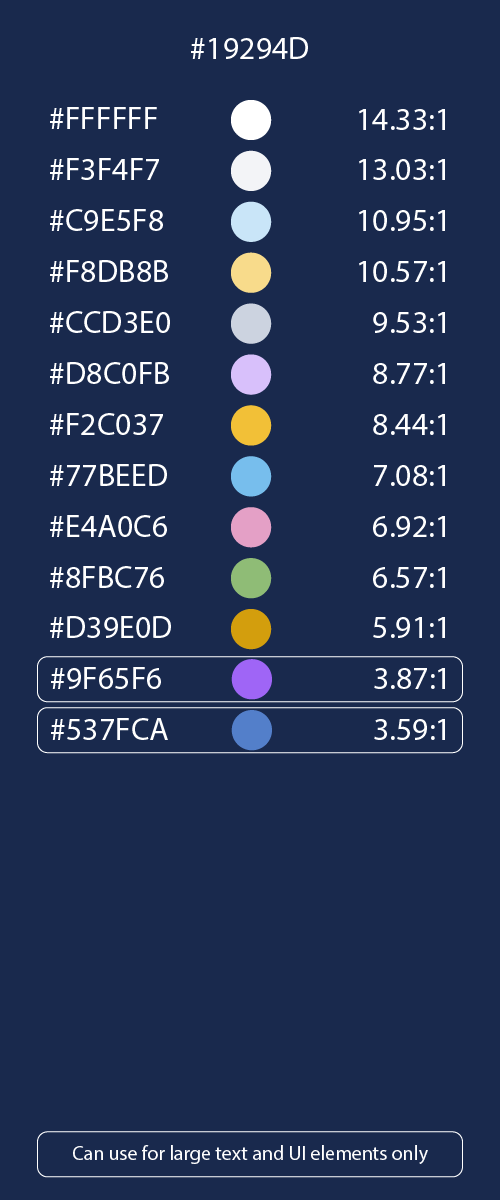 #19294D
#FFFFFF 14.33:1
#F3F4F7 13.03:1
#C9E5F8 10.95:1
#F8DB8B 10.57:1
#CCD3E0 9.53:1
#D8C0FB 8.77:1
#F2C037 8.44:1
#77BEED 7.08:1
#E4A0C6 6.92:1
#8FBC76 6.57:1
#D39E0D 5.91:1
#9F65F6 3.87:1
#537FCA 3.59:1
Can use for large text and UI elements only